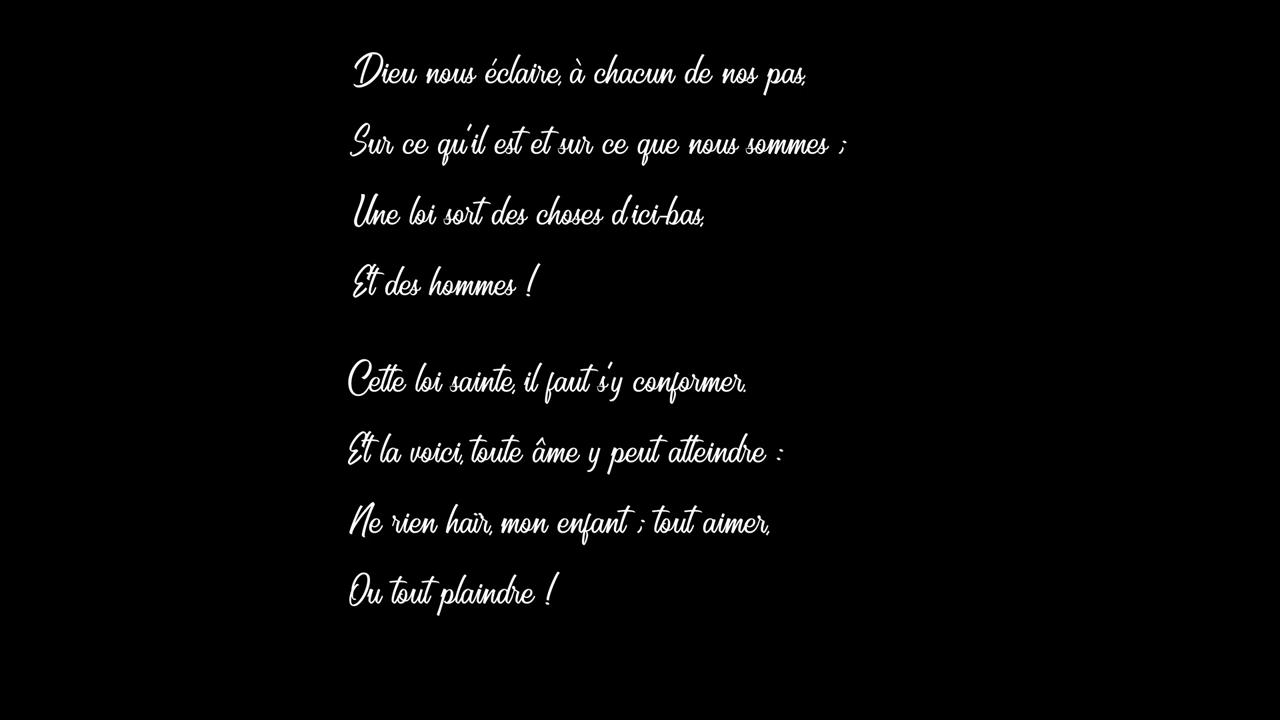 Dieu nous éclaire, à chacun de nos pas,
Sur ce qu'il est et sur ce que nous sommes ;
Une loi sort des choses d'ici-bas,
Et des hommes !
Cette loi sainte, il faut s'y conformer.
Et la voici, toute âme y peut atteindre :
Ne rien haïr, mon enfant ; tout aimer,
Ou tout plaindre !